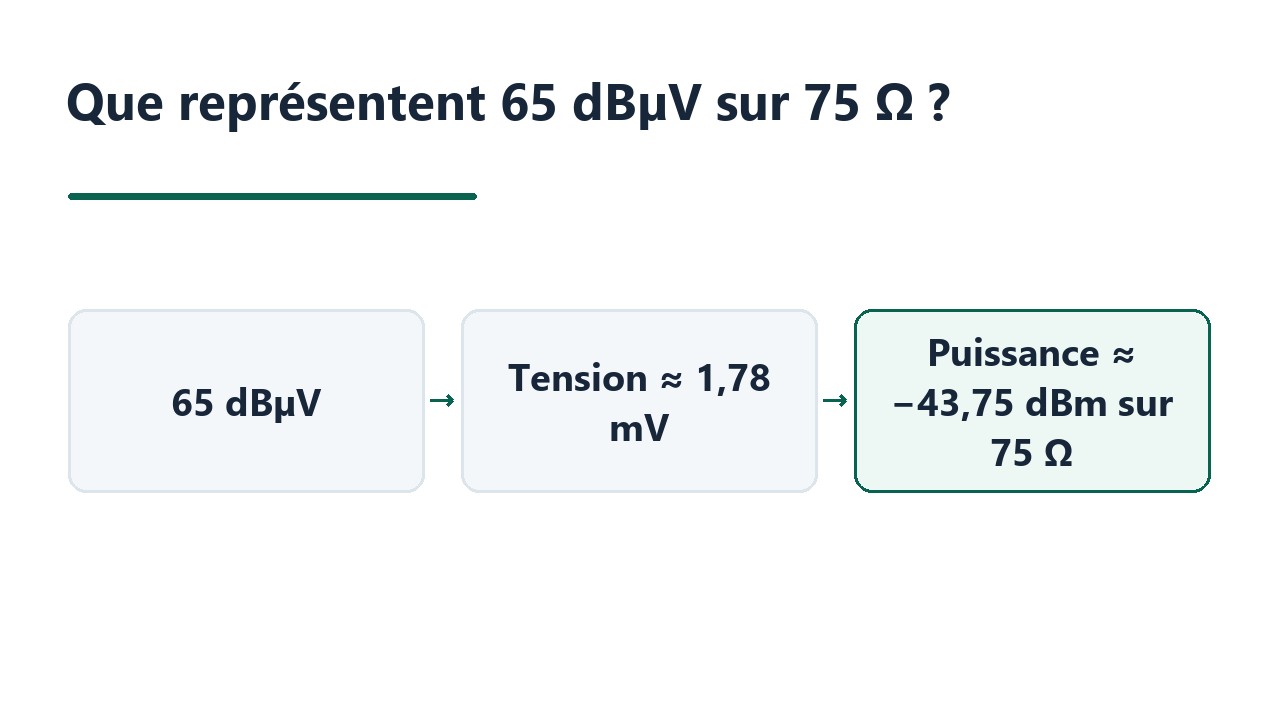 Que représentent 65 dBµV sur 75 Ω ?
65 dBµV
→
Tension ≈ 1,78
mV
→
Puissance ≈
−43,75 dBm sur
75 Ω